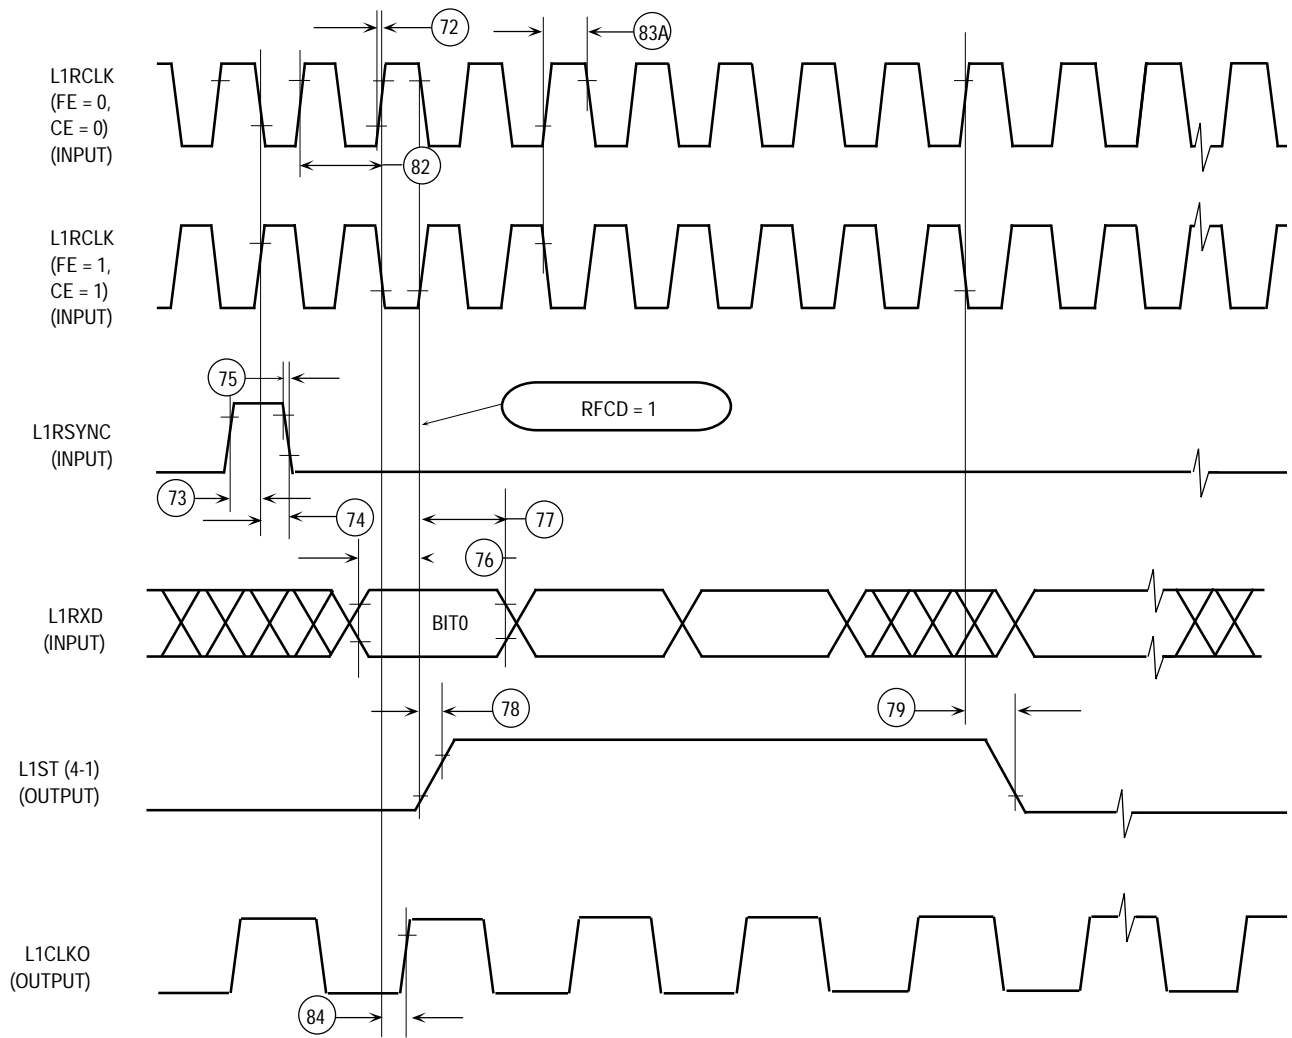 72
83A
L1RCLK
(FE = 0,
CE = 0)
(INPUT)
82
L1RCLK
(FE = 1,
CE = 1)
(INPUT)
75
RFCD = 1
L1RSYNC
(INPUT)
73
74
77
76
L1RXD
(INPUT)
BIT0
78
79
L1ST (4-1)
(OUTPUT)
L1CLKO
(OUTPUT)
84